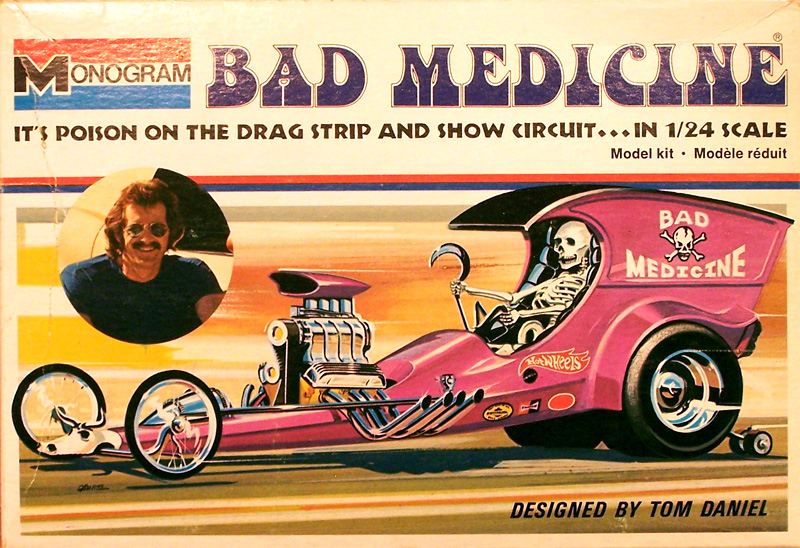 MONOGRAM
BAD MEDICINE®
IT'S POISON ON THE DRAG STRIP AND SHOW CIRCUIT...IN 1/24 SCALE
Model kit • Modèle réduit
BAD
MEDICINE
HOT WHEELS
DESIGNED BY TOM DANIEL